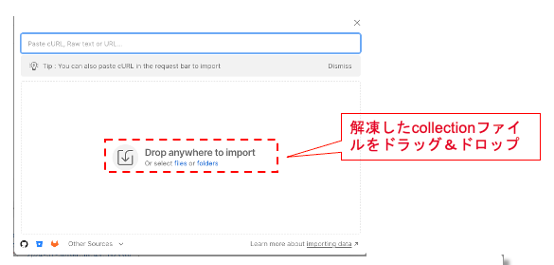 Paste cURL, Raw text or URL...
Tip : You can also paste cURL in the request bar to import
Dismiss
Drop anywhere to import
Or select files or folders
解凍したcollectionファイ
ルをドラッグ＆ドロップ
Other Sources
Learn more about importing data